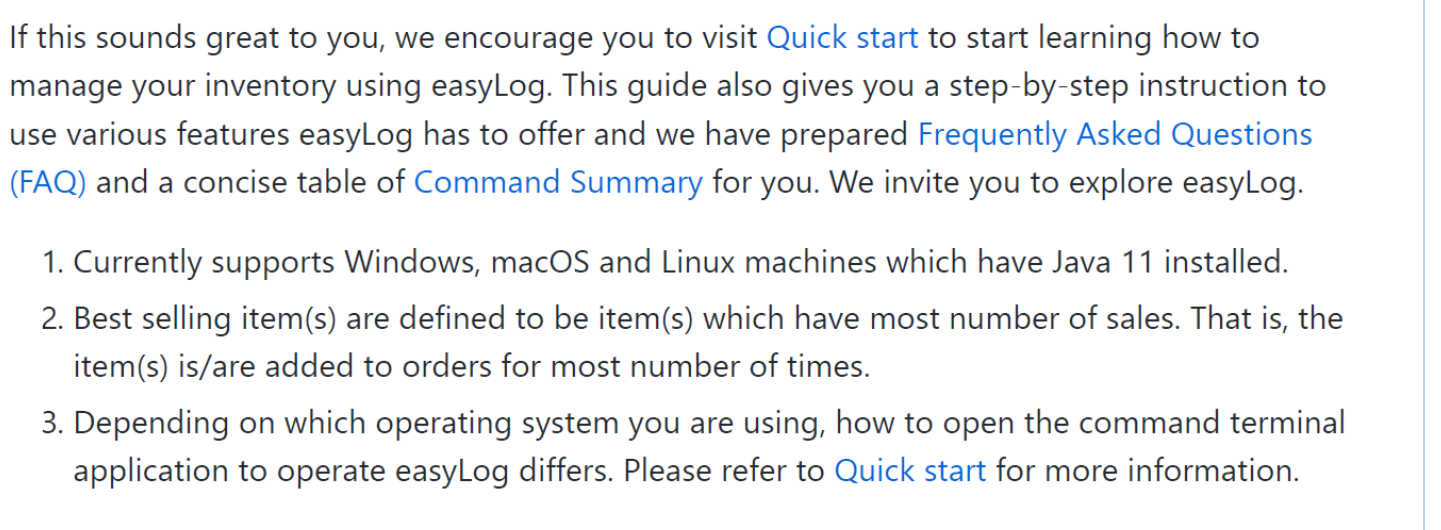 If this sounds great to you, we encourage you to visit Quick start to start learning how to
manage your inventory using easyLog. This guide also gives you a step-by-step instruction to
use various features easyLog has to offer and we have prepared Frequently Asked Questions
(FAQ) and a concise table of Command Summary for you. We invite you to explore easyLog.
1. Currently supports Windows, macOS and Linux machines which have Java 11 installed.
2. Best selling item(s) are defined to be item(s) which have most number of sales. That is, the
item(s) is/are added to orders for most number of times.
3. Depending on which operating system you are using, how to open the command terminal
application to operate easyLog differs. Please refer to Quick start for more information.